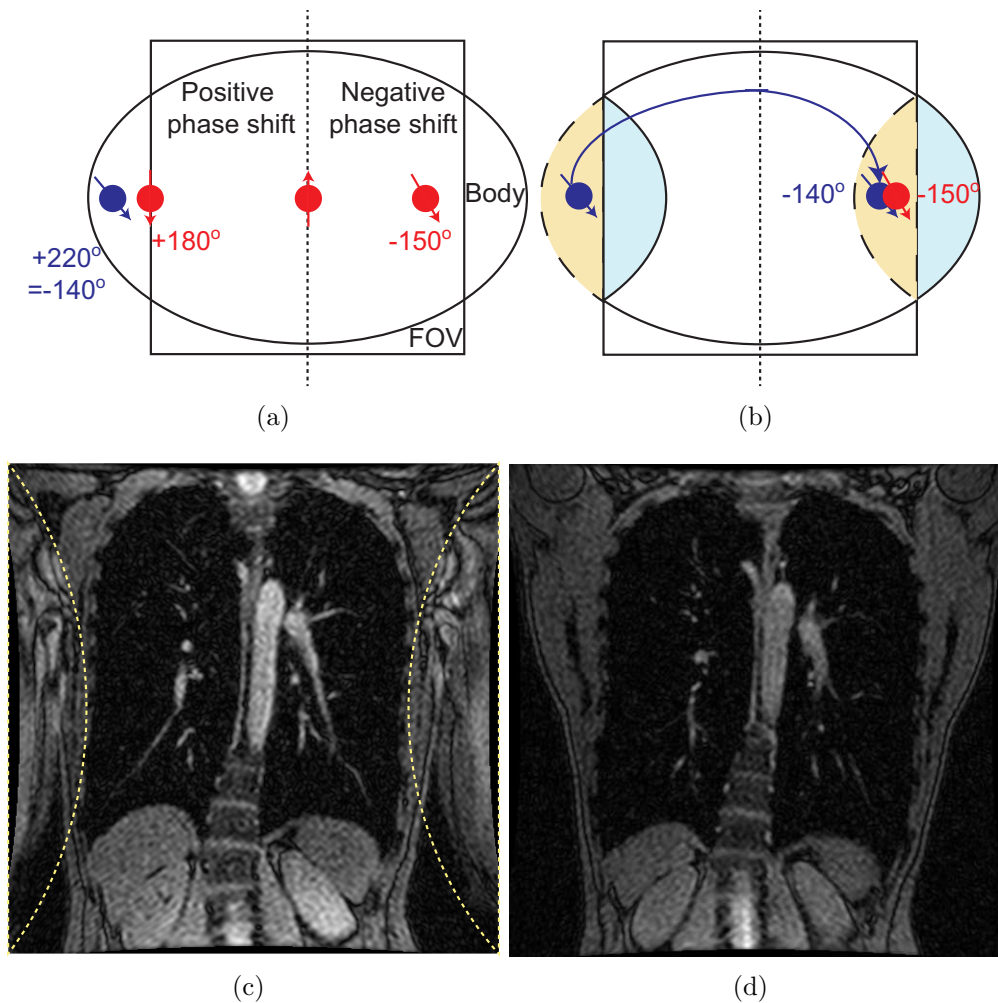 Positive
phase shift
Negative
phase shift
Body
+180°
-150°
+220°
=-140°
FOV
-140°
-150°
(a)
(b)
(c)
(d)